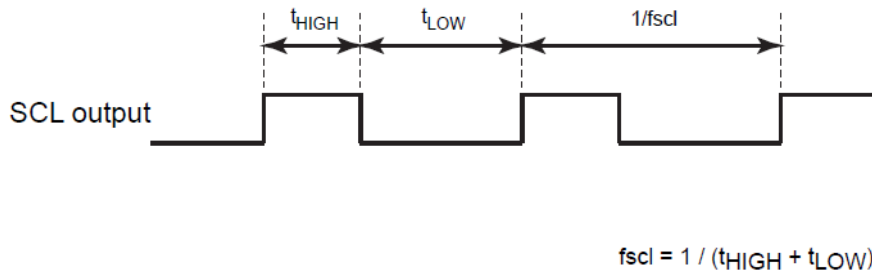 tHIGH tLOW 1/fscl
SCL output
fscl = 1 / (tHIGH + tLOW)